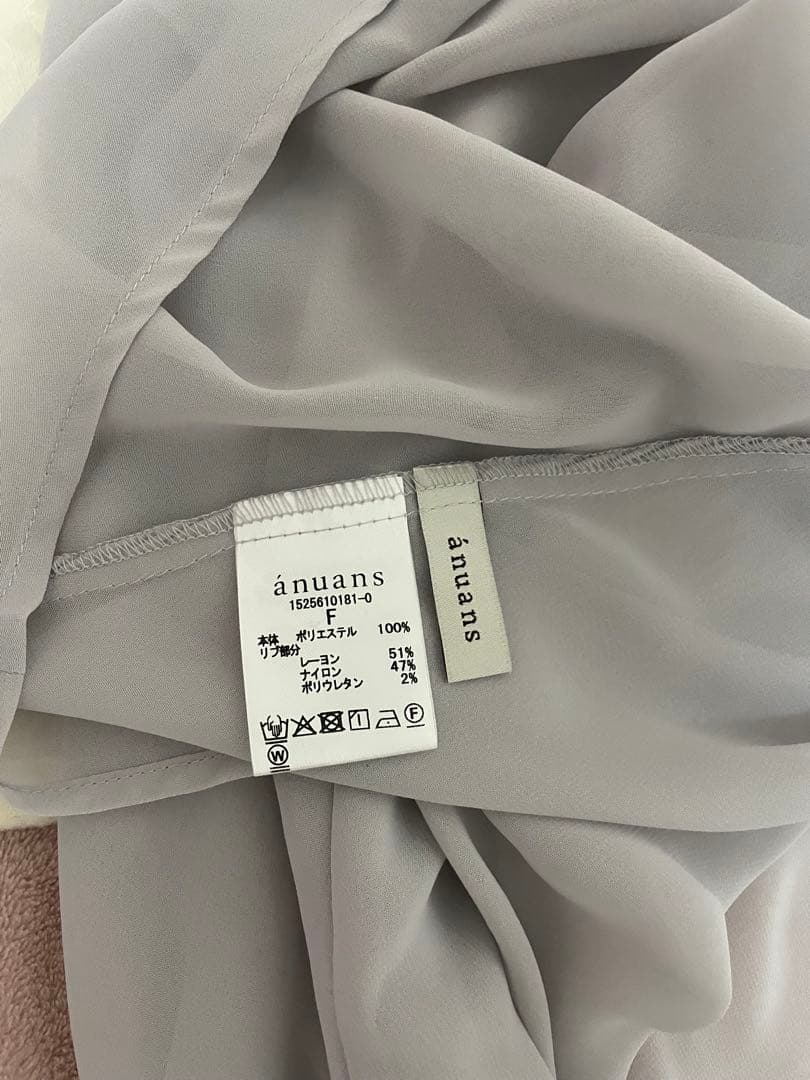 ánuans
1525610181-0
F
本体 ポリエステル 100%
リブ部分
レーヨン 51%
ナイロン 47%
ポリウレタン 2%
F
W
ánuans